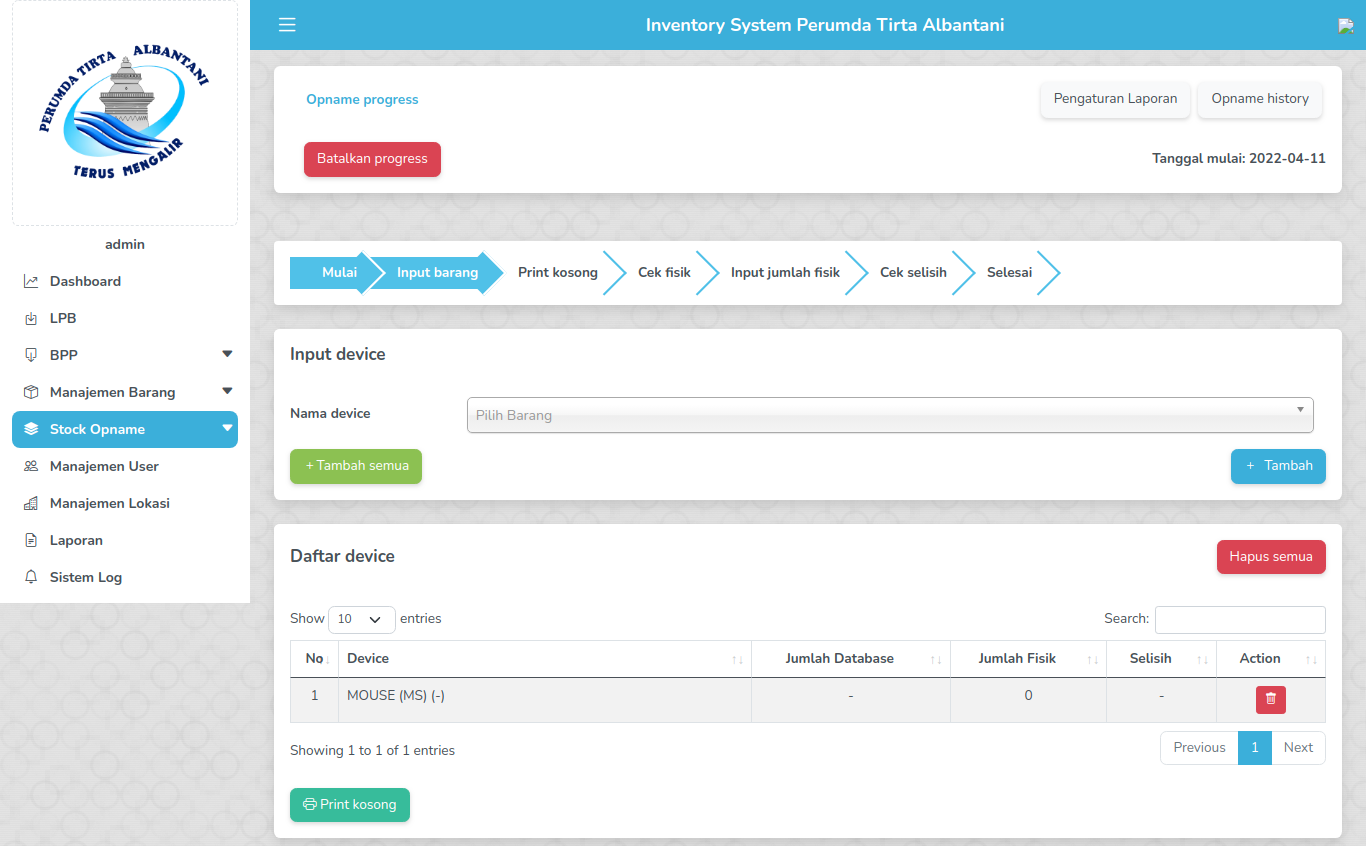 PERUMDA TIRTA ALBANTANI
TERUS MENGALIR
admin
Dashboard
LPB
BPP
Manajemen Barang
Stock Opname
Manajemen User
Manajemen Lokasi
Laporan
Sistem Log
Inventory System Perumda Tirta Albantani
Opname progress
Pengaturan Laporan Opname history
Batalkan progress
Tanggal mulai: 2022-04-11
Mulai Input barang Print kosong Cek fisik Input jumlah fisik Cek selisih Selesai
Input device
Nama device Pilih Barang
+ Tambah semua + Tambah
Daftar device Hapus semua
Show 10 entries Search:
No Device Jumlah Database Jumlah Fisik Selisih Action
1 MOUSE (MS) (-) - 0 -
Showing 1 to 1 of 1 entries Previous 1 Next
Print kosong